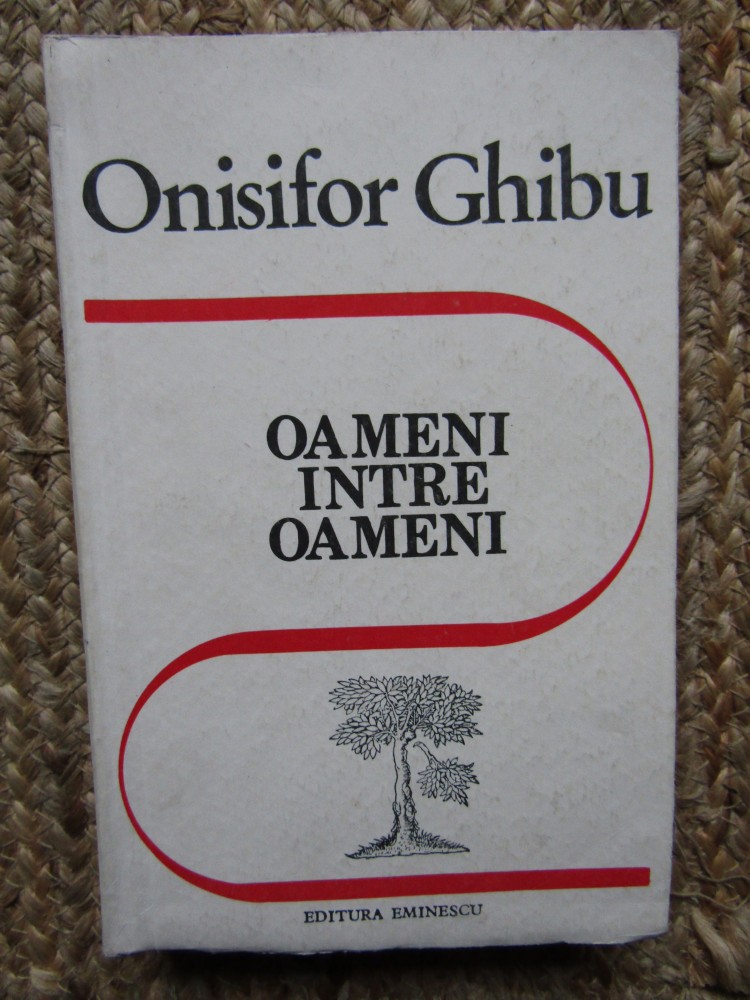 Onisifor Ghibu
OAMENI
INTRE
OAMENI
EDITURA EMINESCU